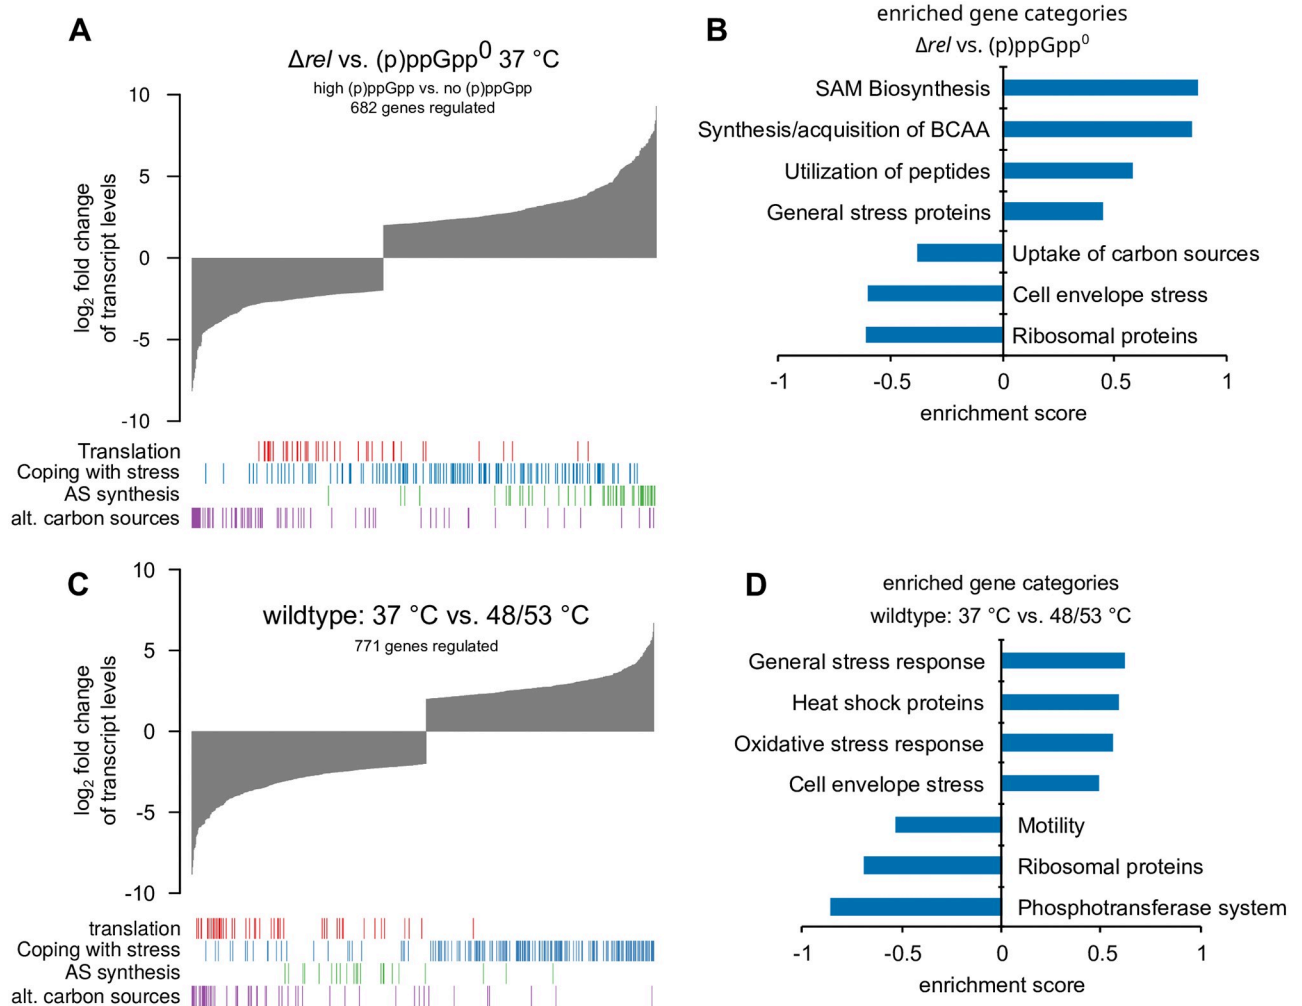 A
Δrel vs. (p)ppGpp0 37 °C
high (p)ppGpp vs. no (p)ppGpp
682 genes regulated
log2 fold change
of transcript levels
10
5
0
-5
-10
Translation
Coping with stress
AS synthesis
alt. carbon sources
B
enriched gene categories
Δrel vs. (p)ppGpp0
SAM Biosynthesis
Synthesis/acquisition of BCAA
Utilization of peptides
General stress proteins
Uptake of carbon sources
Cell envelope stress
Ribosomal proteins
-1 -0.5 0 0.5 1
enrichment score
C
wildtype: 37 °C vs. 48/53 °C
771 genes regulated
log2 fold change
of transcript levels
10
5
0
-5
-10
translation
Coping with stress
AS synthesis
alt. carbon sources
D
enriched gene categories
wildtype: 37 °C vs. 48/53 °C
General stress response
Heat shock proteins
Oxidative stress response
Cell envelope stress
Motility
Ribosomal proteins
Phosphotransferase system
-1 -0.5 0 0.5 1
enrichment score